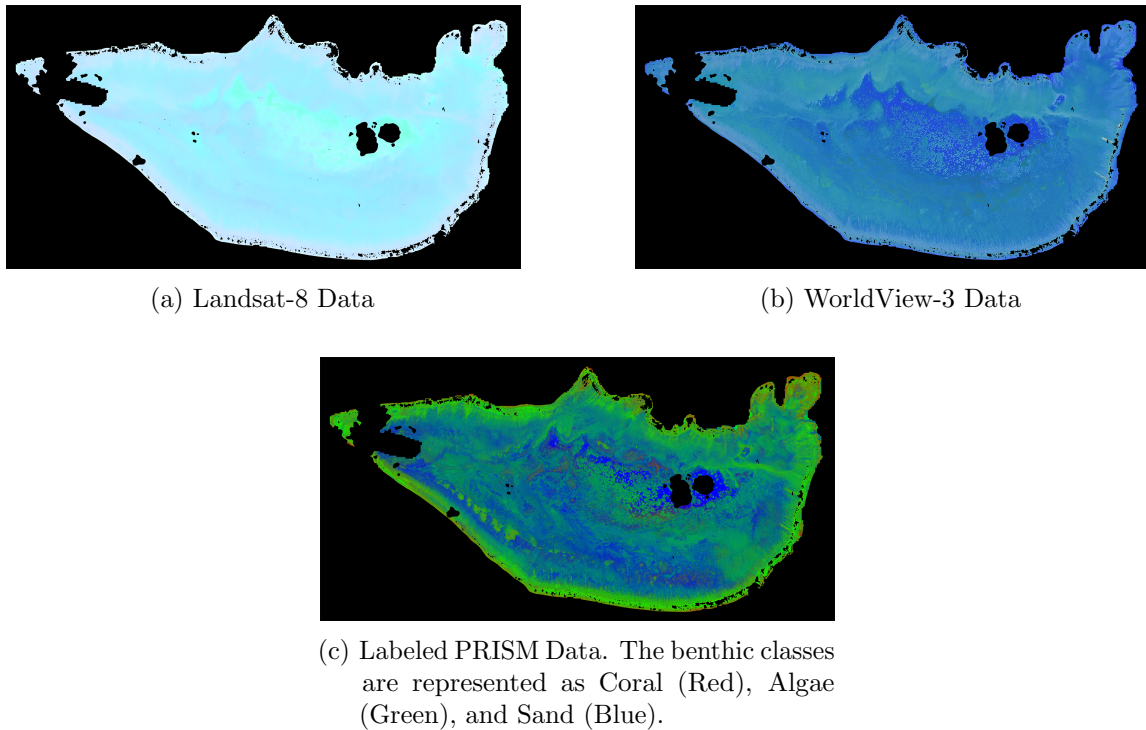 (a) Landsat-8 Data
(b) WorldView-3 Data
(c) Labeled PRISM Data. The benthic classes
are represented as Coral (Red), Algae
(Green), and Sand (Blue).